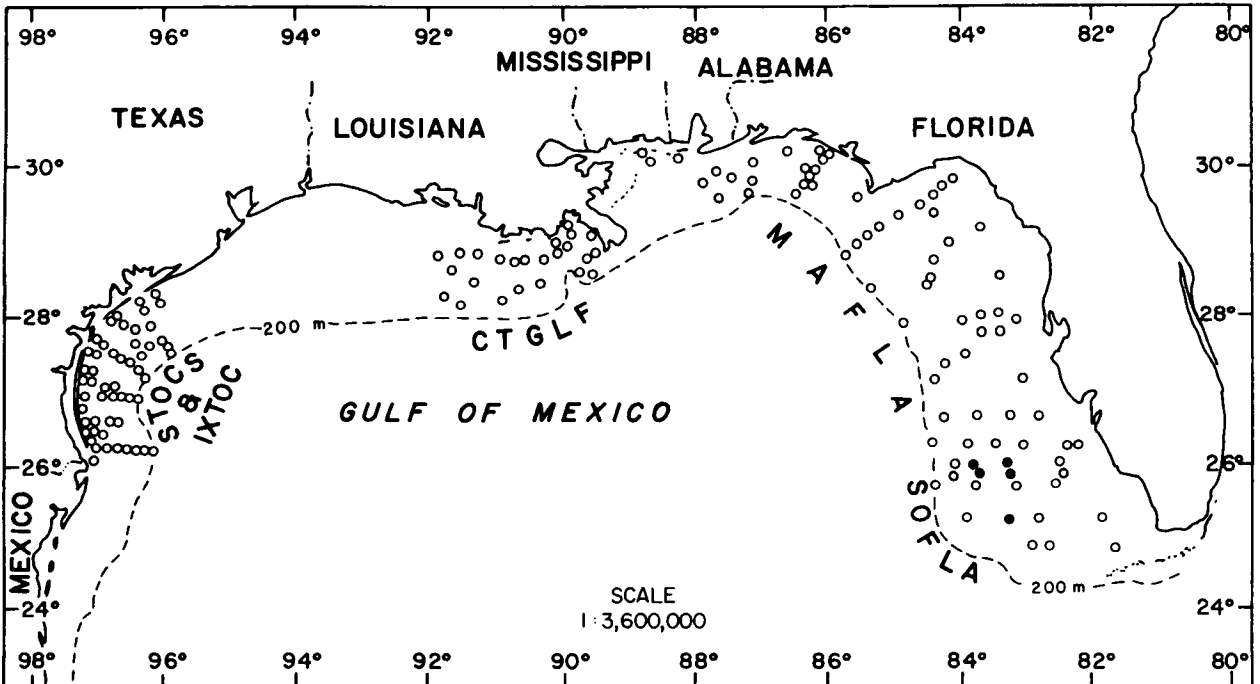 98° 96° 94° 92° 90° 88° 86° 84° 82° 80°
MISSISSIPPI
ALABAMA
TEXAS
LOUISIANA
FLORIDA
30° 30°
28° 28°
200 m
CTGLF
MAFLA
STOCS
&
IXTOC
GULF OF MEXICO
26° 26°
SOFLA
MEXICO
200 m
SCALE
1:3,600,000
24° 24°
98° 96° 94° 92° 90° 88° 86° 84° 82° 80°